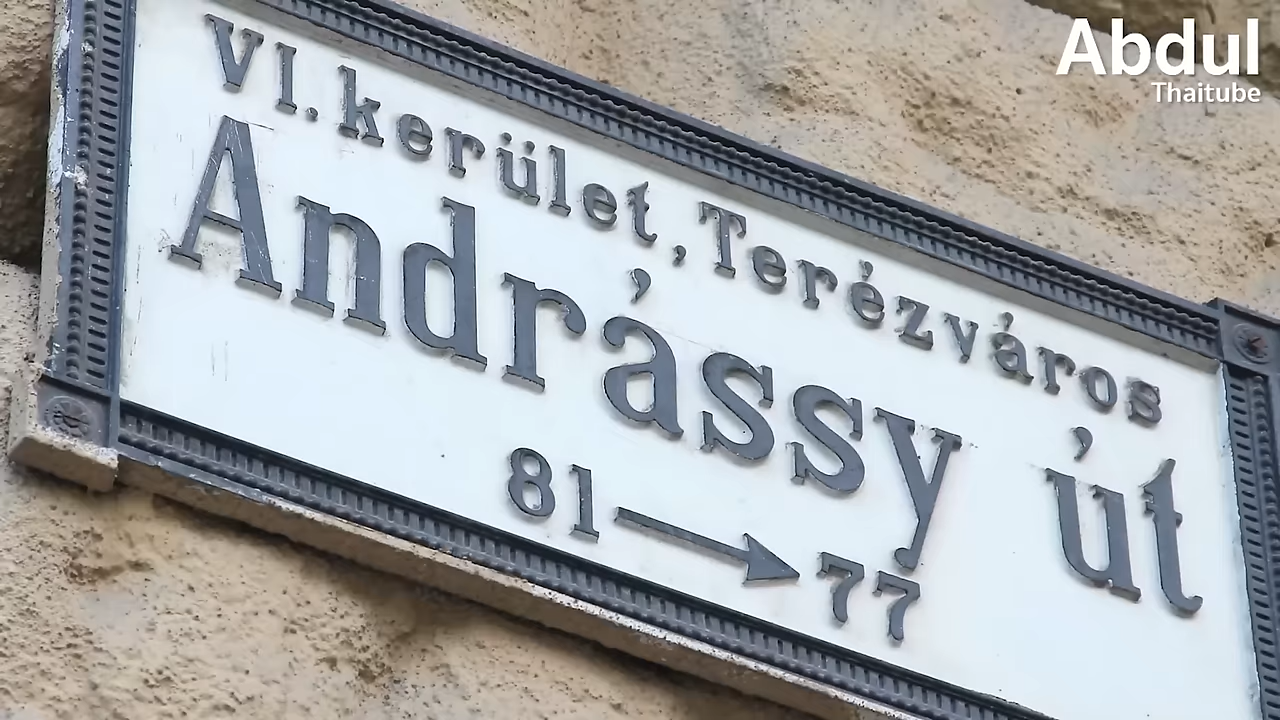 Abdul
Thaitube
VI. kerület, Terézváros
Andrássy út
81 → 77